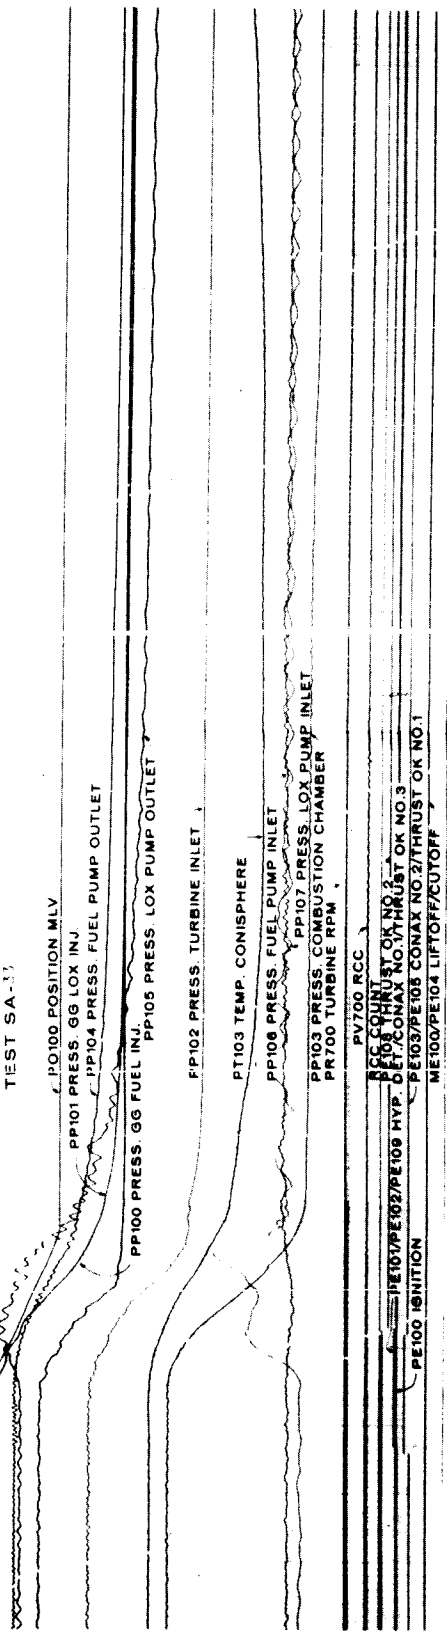 TEST SA-33
PO100 POSITION MLV
PP101 PRESS. GG LOX INJ.
PP104 PRESS. FUEL PUMP OUTLET
PP100 PRESS. GG FUEL INJ.
PP105 PRESS. LOX PUMP OUTLET
PP102 PRESS. TURBINE INLET
PT103 TEMP. CONISPHERE
PP106 PRESS. FUEL PUMP INLET
PP107 PRESS. LOX PUMP INLET
PP103 PRESS. COMBUSTION CHAMBER
PR700 TURBINE RPM
PV700 RCC
RCC COUNT
PE108 THRUST OK NO.2
PE101/PE102/PE109 HYP. DET./CONAX NO.1/THRUST OK NO.3
PE103/PE105 CONAX NO.2/THRUST OK NO.1
PE100 IGNITION
ME100/PE104 LIFTOFF/CUTOFF